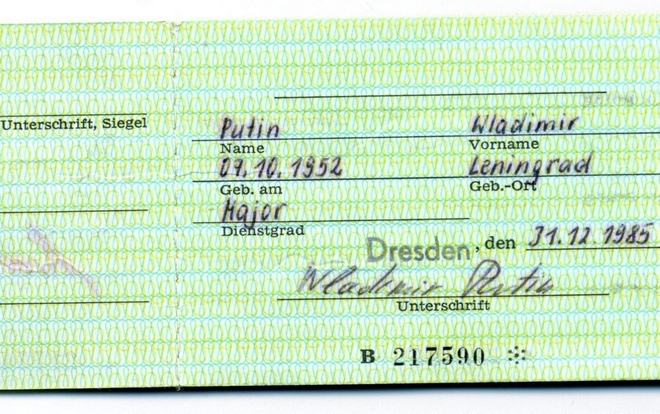 Unterschrift, Siegel
Putin Wladimir
Name Vorname
07.10.1952 Leningrad
Geb. am Geb.-Ort
Major
Dienstgrad
Dresden, den 31.12.1985
Wladimir Putin
Unterschrift
B 217590